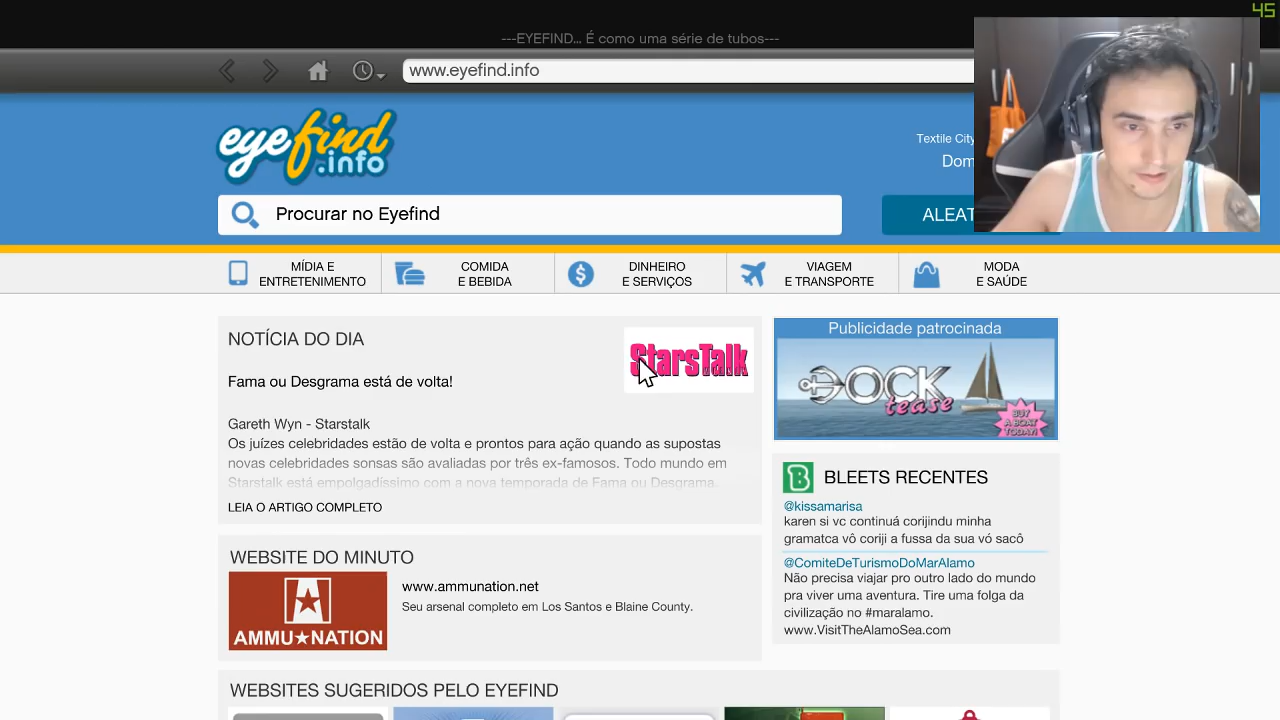 45
---EYEFIND... É como uma série de tubos---
www.eyefind.info
eyefind
.info
Textile City
Dom
Procurar no Eyefind
ALEAT
MÍDIA E
ENTRETENIMENTO
COMIDA
E BEBIDA
DINHEIRO
E SERVIÇOS
VIAGEM
E TRANSPORTE
MODA
E SAÚDE
NOTÍCIA DO DIA
StarsTalk
Fama ou Desgrama está de volta!
Gareth Wyn - Starstalk
Os juízes celebridades estão de volta e prontos para ação quando as supostas
novas celebridades sonsas são avaliadas por três ex-famosos. Todo mundo em
Starstalk está empolgadíssimo com a nova temporada de Fama ou Desgrama.
LEIA O ARTIGO COMPLETO
Publicidade patrocinada
DOCK
tease
BUY
A BOAT
TODAY!
BLEETS RECENTES
@kissamarisa
karen si vc continuá corijindu minha
gramatca vô coriji a fussa da sua vó sacô
@ComiteDeTurismoDoMarAlamo
Não precisa viajar pro outro lado do mundo
pra viver uma aventura. Tire uma folga da
civilização no #maralamo.
www.VisitTheAlamoSea.com
WEBSITE DO MINUTO
AMMU★NATION
www.ammunation.net
Seu arsenal completo em Los Santos e Blaine County.
WEBSITES SUGERIDOS PELO EYEFIND